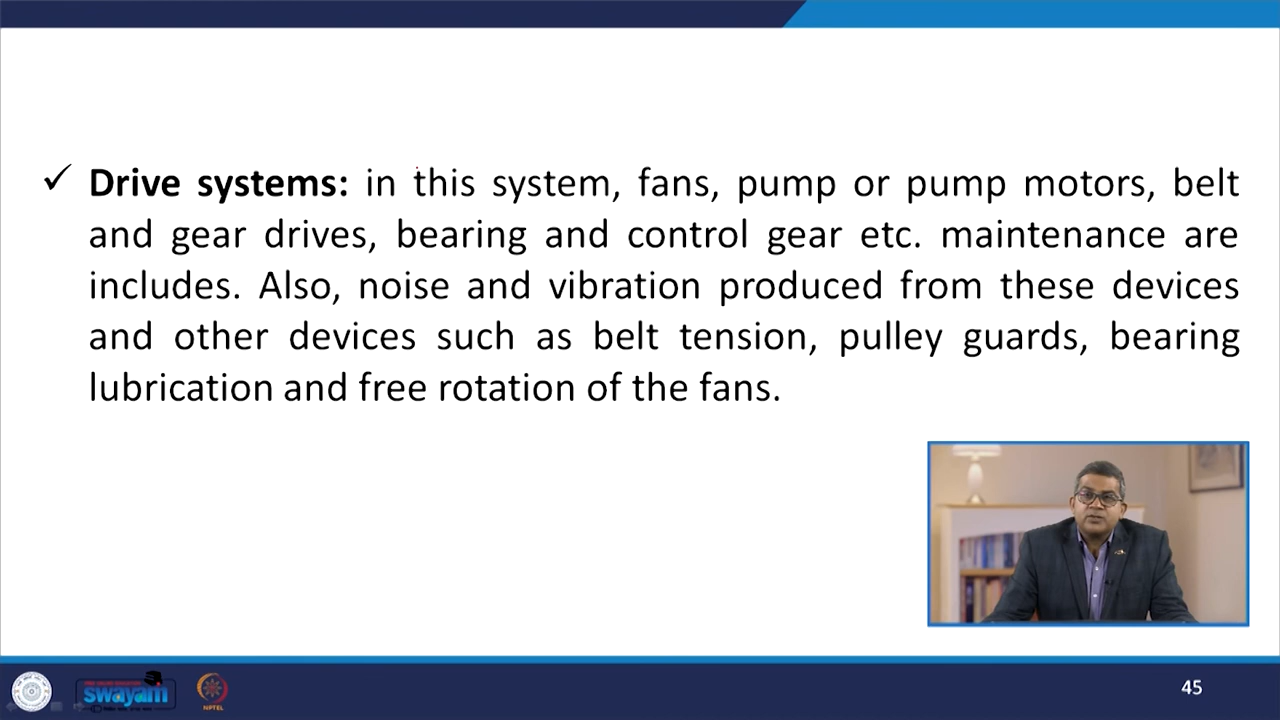 ✓ Drive systems: in this system, fans, pump or pump motors, belt
and gear drives, bearing and control gear etc. maintenance are
includes. Also, noise and vibration produced from these devices
and other devices such as belt tension, pulley guards, bearing
lubrication and free rotation of the fans.
swayam
NPTEL
45